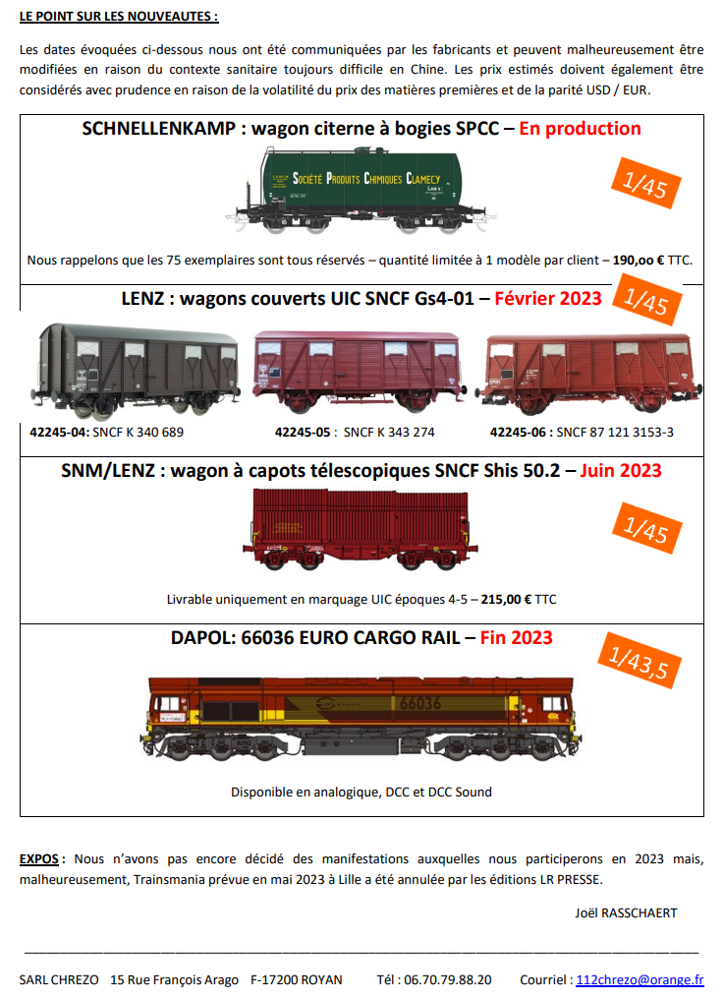 LE POINT SUR LES NOUVEAUTES :
Les dates évoquées ci-dessous nous ont été communiquées par les fabricants et peuvent malheureusement être
modifiées en raison du contexte sanitaire toujours difficile en Chine. Les prix estimés doivent également être
considérés avec prudence en raison de la volatilité du prix des matières premières et de la parité USD / EUR.
SCHNELLENKAMP : wagon citerne à bogies SPCC – En production
1/45
SOCIÉTÉ PRODUITS CHIMIQUES CLAMECY
Nous rappelons que les 75 exemplaires sont tous réservés – quantité limitée à 1 modèle par client – 190,oo € TTC.
LENZ : wagons couverts UIC SNCF Gs4-01 – Février 2023
1/45
42245-04: SNCF K 340 689
42245-05 : SNCF K 343 274
42245-06 : SNCF 87 121 3153-3
SNM/LENZ : wagon à capots télescopiques SNCF Shis 50.2 – Juin 2023
1/45
Livrable uniquement en marquage UIC époques 4-5 – 215,00 € TTC
DAPOL: 66036 EURO CARGO RAIL – Fin 2023
1/43,5
66036
Disponible en analogique, DCC et DCC Sound
EXPOS : Nous n’avons pas encore décidé des manifestations auxquelles nous participerons en 2023 mais,
malheureusement, Trainsmania prévue en mai 2023 à Lille a été annulée par les éditions LR PRESSE.
Joël RASSCHAERT
SARL CHREZO 15 Rue François Arago F-17200 ROYAN Tél : 06.70.79.88.20 Courriel : 112chrezo@orange.fr